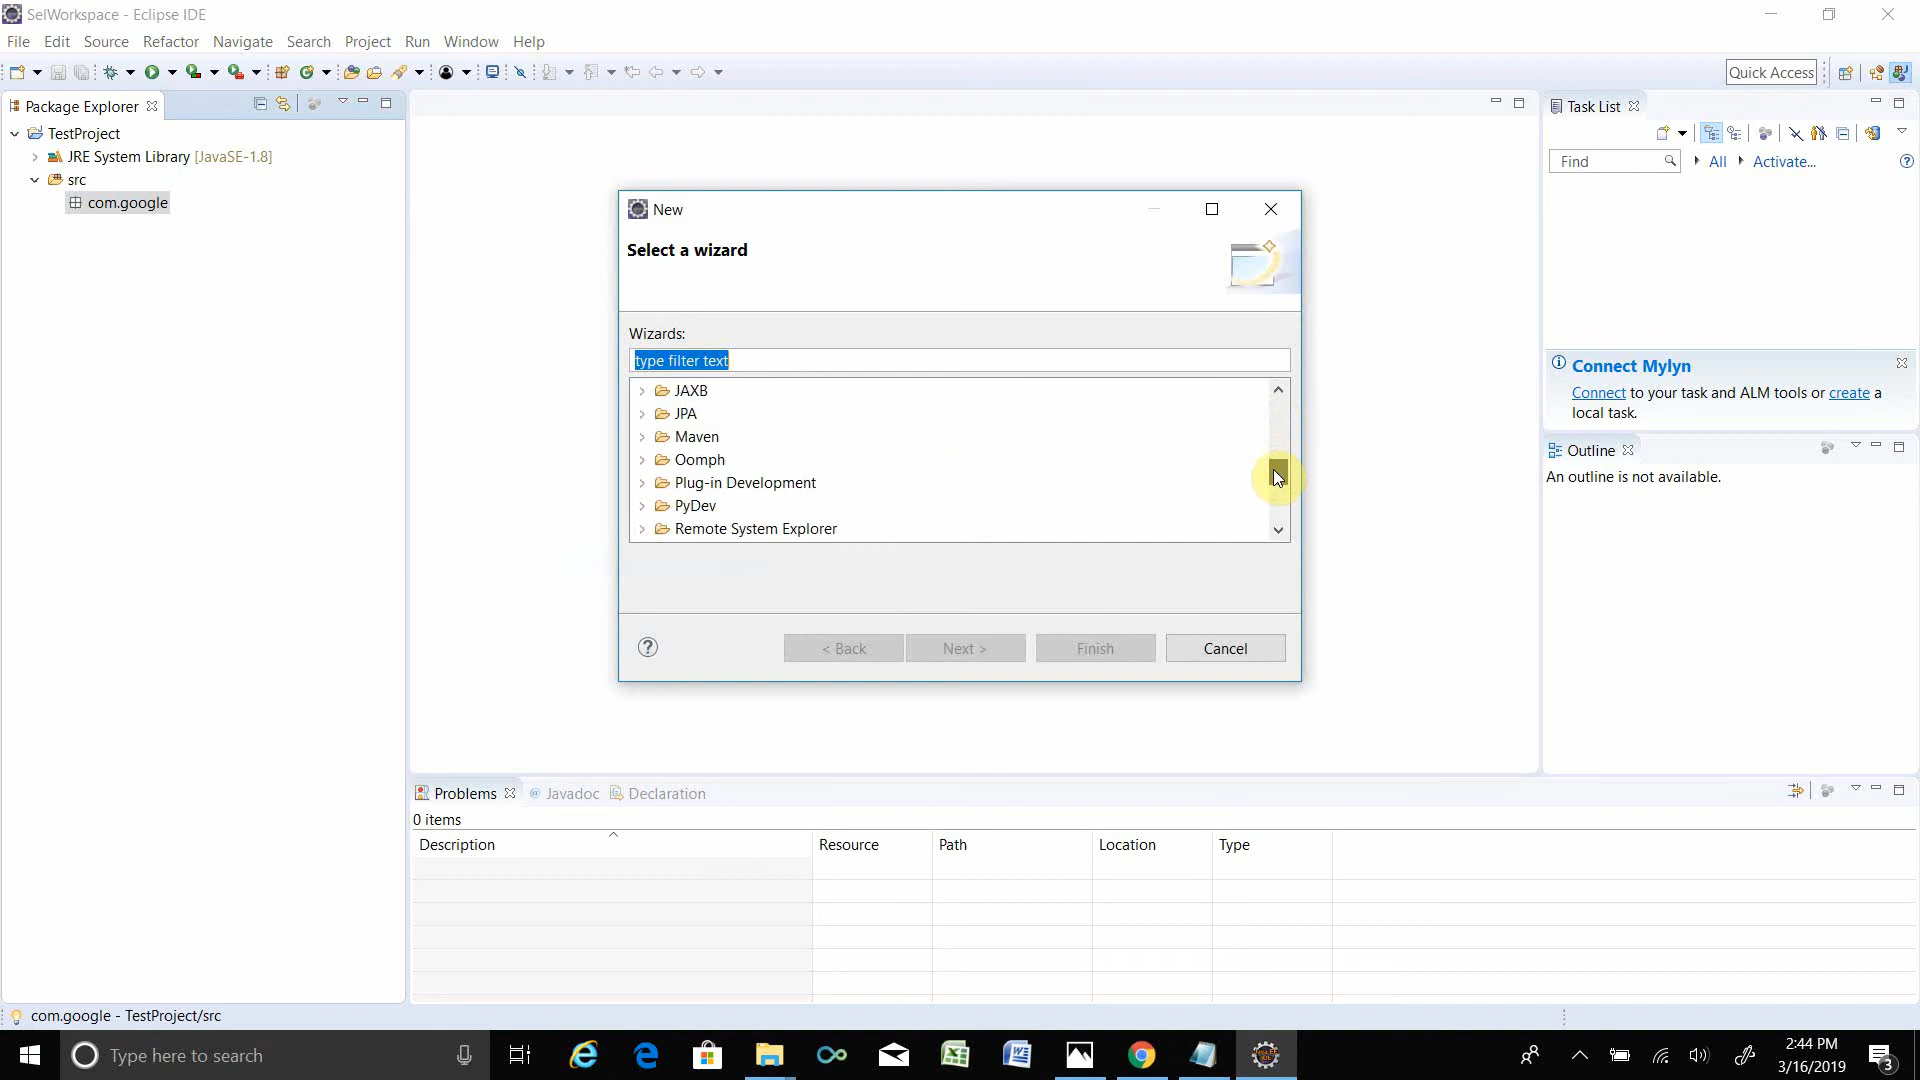 SelWorkspace - Eclipse IDE
File Edit Source Refactor Navigate Search Project Run Window Help
Quick Access
Package Explorer
TestProject
JRE System Library [JavaSE-1.8]
src
com.google
New
Select a wizard
Wizards:
type filter text
JAXB
JPA
Maven
Oomph
Plug-in Development
PyDev
Remote System Explorer
< Back Next > Finish Cancel
Task List
Find All Activate...
Connect Mylyn
Connect to your task and ALM tools or create a
local task.
Outline
An outline is not available.
Problems @ Javadoc Declaration
0 items
Description Resource Path Location Type
com.google - TestProject/src
Type here to search
2:44 PM
3/16/2019
3